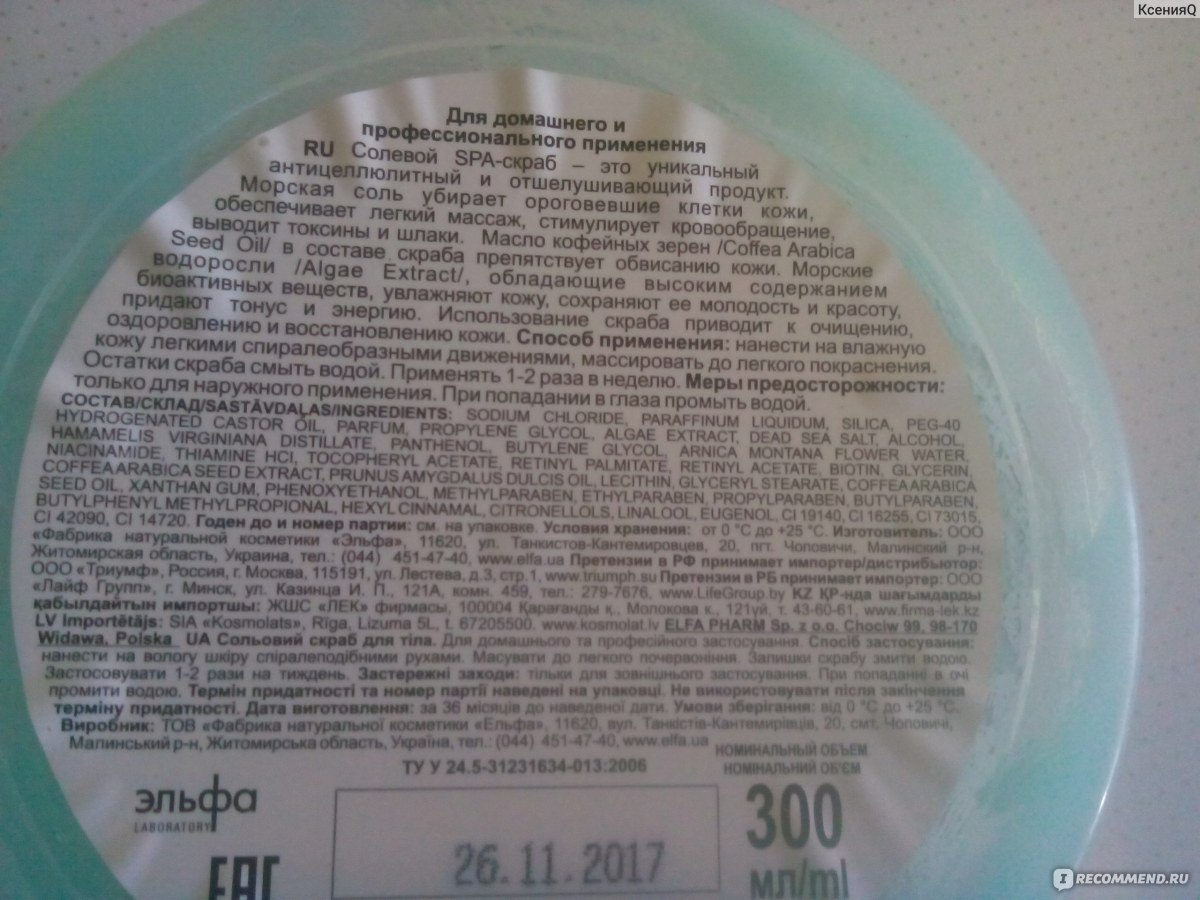 КсенияQ
Для домашнего и
профессионального применения
RU Солевой SPA-скраб – это уникальный
антицеллюлитный и отшелушивающий продукт.
Морская соль убирает ороговевшие клетки кожи,
обеспечивает легкий массаж, стимулирует кровообращение,
выводит токсины и шлаки. Масло кофейных зерен /Coffea Arabica
Seed Oil/ в составе скраба препятствует обвисанию кожи. Морские
водоросли /Algae Extract/, обладающие высоким содержанием
биоактивных веществ, увлажняют кожу, сохраняют ее молодость и красоту,
придают тонус и энергию. Использование скраба приводит к очищению,
оздоровлению и восстановлению кожи. Способ применения: нанести на влажную
кожу легкими спиралеобразными движениями, массировать до легкого покраснения.
Остатки скраба смыть водой. Применять 1-2 раза в неделю. Меры предосторожности:
только для наружного применения. При попадании в глаза промыть водой.
СОСТАВ/СКЛАД/SASTĀVDAĻAS/INGREDIENTS: SODIUM CHLORIDE, PARAFFINUM LIQUIDUM, SILICA, PEG-40
HYDROGENATED CASTOR OIL, PARFUM, PROPYLENE GLYCOL, ALGAE EXTRACT, DEAD SEA SALT, ALCOHOL,
HAMAMELIS VIRGINIANA DISTILLATE, PANTHENOL, BUTYLENE GLYCOL, ARNICA MONTANA FLOWER WATER,
NIACINAMIDE, THIAMINE HCI, TOCOPHERYL ACETATE, RETINYL PALMITATE, RETINYL ACETATE, BIOTIN, GLYCERIN,
COFFEA ARABICA SEED EXTRACT, PRUNUS AMYGDALUS DULCIS OIL, LECITHIN, GLYCERYL STEARATE, COFFEA ARABICA
SEED OIL, XANTHAN GUM, PHENOXYETHANOL, METHYLPARABEN, ETHYLPARABEN, PROPYLPARABEN, BUTYLPARABEN,
BUTYLPHENYL METHYLPROPIONAL, HEXYL CINNAMAL, CITRONELLOLS, LINALOOL, EUGENOL, CI 19140, CI 16255, CI 73015,
CI 42090, CI 14720. Годен до и номер партии: см. на упаковке. Условия хранения: от 0 °C до +25 °C. Изготовитель: ООО
«Фабрика натуральной косметики «Эльфа», 11620, ул. Танкистов-Кантемировцев, 20, пгт. Чоповичи, Малинский р-н,
Житомирская область, Украина, тел.: (044) 451-47-40, www.elfa.ua Претензии в РФ принимает импортер/дистрибьютор:
ООО «Триумф», Россия, г. Москва, 115191, ул. Лестева, д.3, стр.1, www.triumph.su Претензии в РБ принимает импортер: ООО
«Лайф Групп», г. Минск, ул. Казинца И. П., 121А, комн. 459, тел.: 279-7676, www.LifeGroup.by KZ ҚР-нда шағымдарды
қабылдайтын импортшы: ЖШС «ЛЕК» фирмасы, 100004 Қарағанды қ., Молокова к., 121үй, т. 43-60-61, www.firma-lek.kz
LV Importētājs: SIA «Kosmolats», Rīga, Lizuma 5L, t. 67205500. www.kosmolat.lv ELFA PHARM Sp. z o.o. Chociw 99, 98-170
Widawa, Polska UA Сольовий скраб для тіла. Для домашнього та професійного застосування. Спосіб застосування:
нанести на вологу шкіру спіралеподібними рухами. Масувати до легкого почервоніння. Залишки скрабу змити водою.
Застосовувати 1-2 рази на тиждень. Застережні заходи: тільки для зовнішнього застосування. При попаданні в очі
промити водою. Термін придатності та номер партії наведені на упаковці. Не використовувати після закінчення
терміну придатності. Дата виготовлення: за 36 місяців до наведеної дати. Умови зберігання: від 0 °C до +25 °C.
Виробник: ТОВ «Фабрика натуральної косметики «Ельфа», 11620, вул. Танкістів-Кантемирівців, 20, смт. Чоповичі,
Малинський р-н, Житомирська область, Україна, тел.: (044) 451-47-40, www.elfa.ua
НОМИНАЛЬНЫЙ ОБЪЕМ
НОМІНАЛЬНИЙ ОБ'ЄМ
ТУ У 24.5-31231634-013:2006
эльфа
LABORATORY
300
мл/ml
26.11.2017
EAC
IRECOMMEND.RU